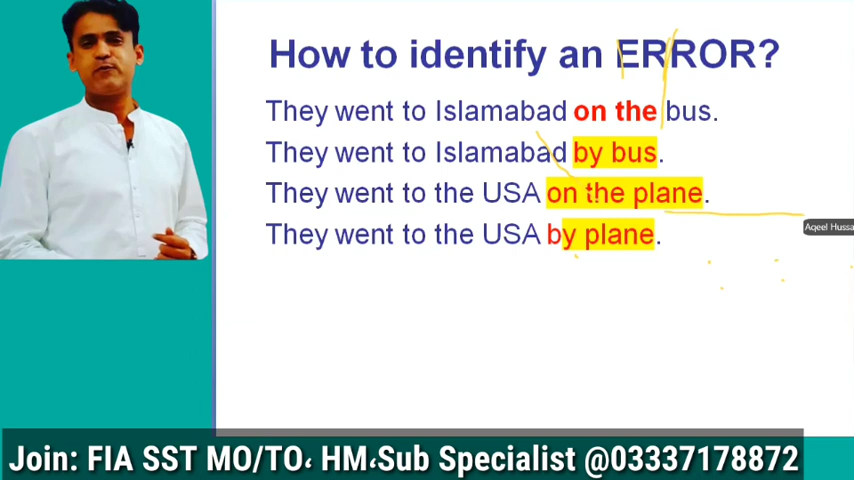 How to identify an ERROR?
They went to Islamabad on the bus.
They went to Islamabad by bus.
They went to the USA on the plane.
They went to the USA by plane.
Aqeel Hussa
Join: FIA SST MO/TO، HM،Sub Specialist @03337178872